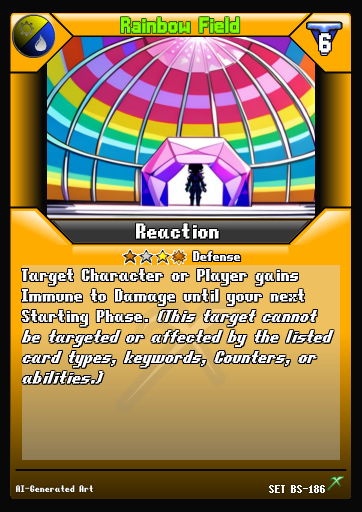 Rainbow Field
6
Reaction
Defense
Target Character or Player gains
Immune to Damage until your next
Starting Phase. (This target cannot
be targeted or affected by the listed
card types, keywords, Counters, or
abilities.)
AI-Generated Art
SET BS-186